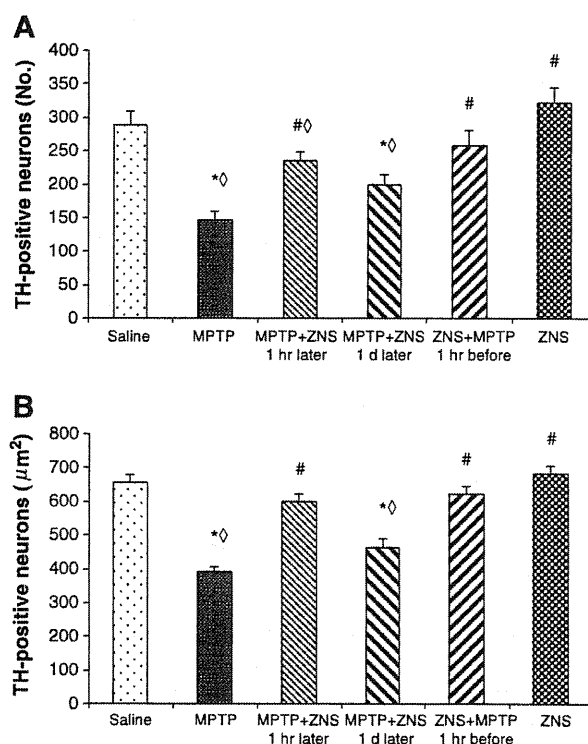 A
TH-positive neurons (No.)
400
350
300
250
200
150
100
50
0
*◊
#◊
*◊
#
#
Saline
MPTP
MPTP+ZNS
1 hr later
MPTP+ZNS
1 d later
ZNS+MPTP
1 hr before
ZNS
B
TH-positive neurons (μm²)
800
700
600
500
400
300
200
100
0
*◊
#
*◊
#
#
Saline
MPTP
MPTP+ZNS
1 hr later
MPTP+ZNS
1 d later
ZNS+MPTP
1 hr before
ZNS